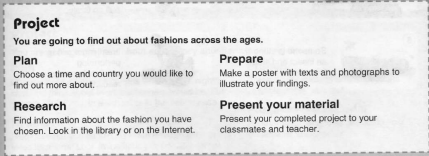 Project
You are going to find out about fashions across the ages.
Plan
Choose a time and country you would like to
find out more about.
Research
Find information about the fashion you have
chosen. Look in the library or on the Internet.
Prepare
Make a poster with texts and photographs to
illustrate your findings.
Present your material
Present your completed project to your
classmates and teacher.